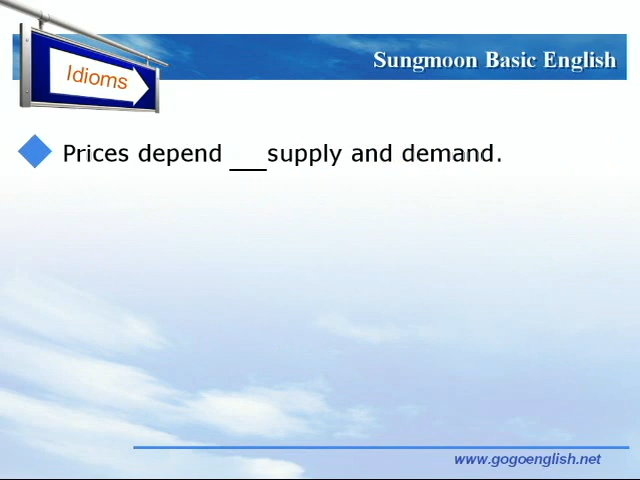 Sungmoon Basic English
Idioms
Prices depend ___supply and demand.
www.gogoenglish.net